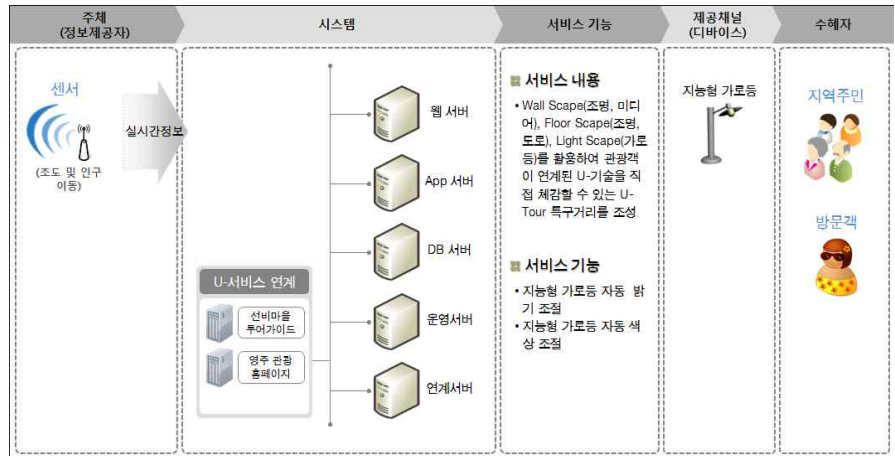 주체
(정보제공자)
시스템
서비스 기능
제공채널
(디바이스)
수혜자
센서
(조도 및 인구
이동)
실시간정보
웹 서버
App 서버
DB 서버
운영서버
연계서버
U-서비스 연계
선비마을
투어가이드
영주 관광
홈페이지
서비스 내용
• Wall Scape(조명, 미디
어), Floor Scape(조명,
도로), Light Scape(가로
등)를 활용하여 관광객
이 연계된 U-기술을 직
접 체감할 수 있는 U-
Tour 특구거리를 조성
서비스 기능
• 지능형 가로등 자동 밝
기 조절
• 지능형 가로등 자동 색
상 조절
지능형 가로등
지역주민
방문객